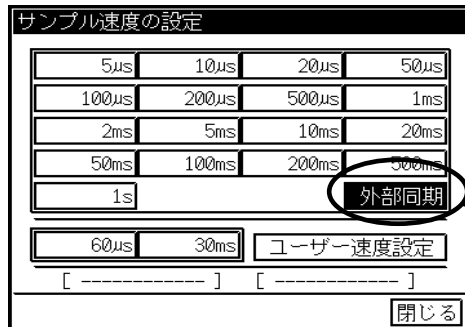 サンプル速度の設定
5μs 10μs 20μs 50μs
100μs 200μs 500μs 1ms
2ms 5ms 10ms 20ms
50ms 100ms 200ms 500ms
1s 外部同期
60μs 30ms ユーザー速度設定
[ ------------ ] [ ------------ ]
閉じる